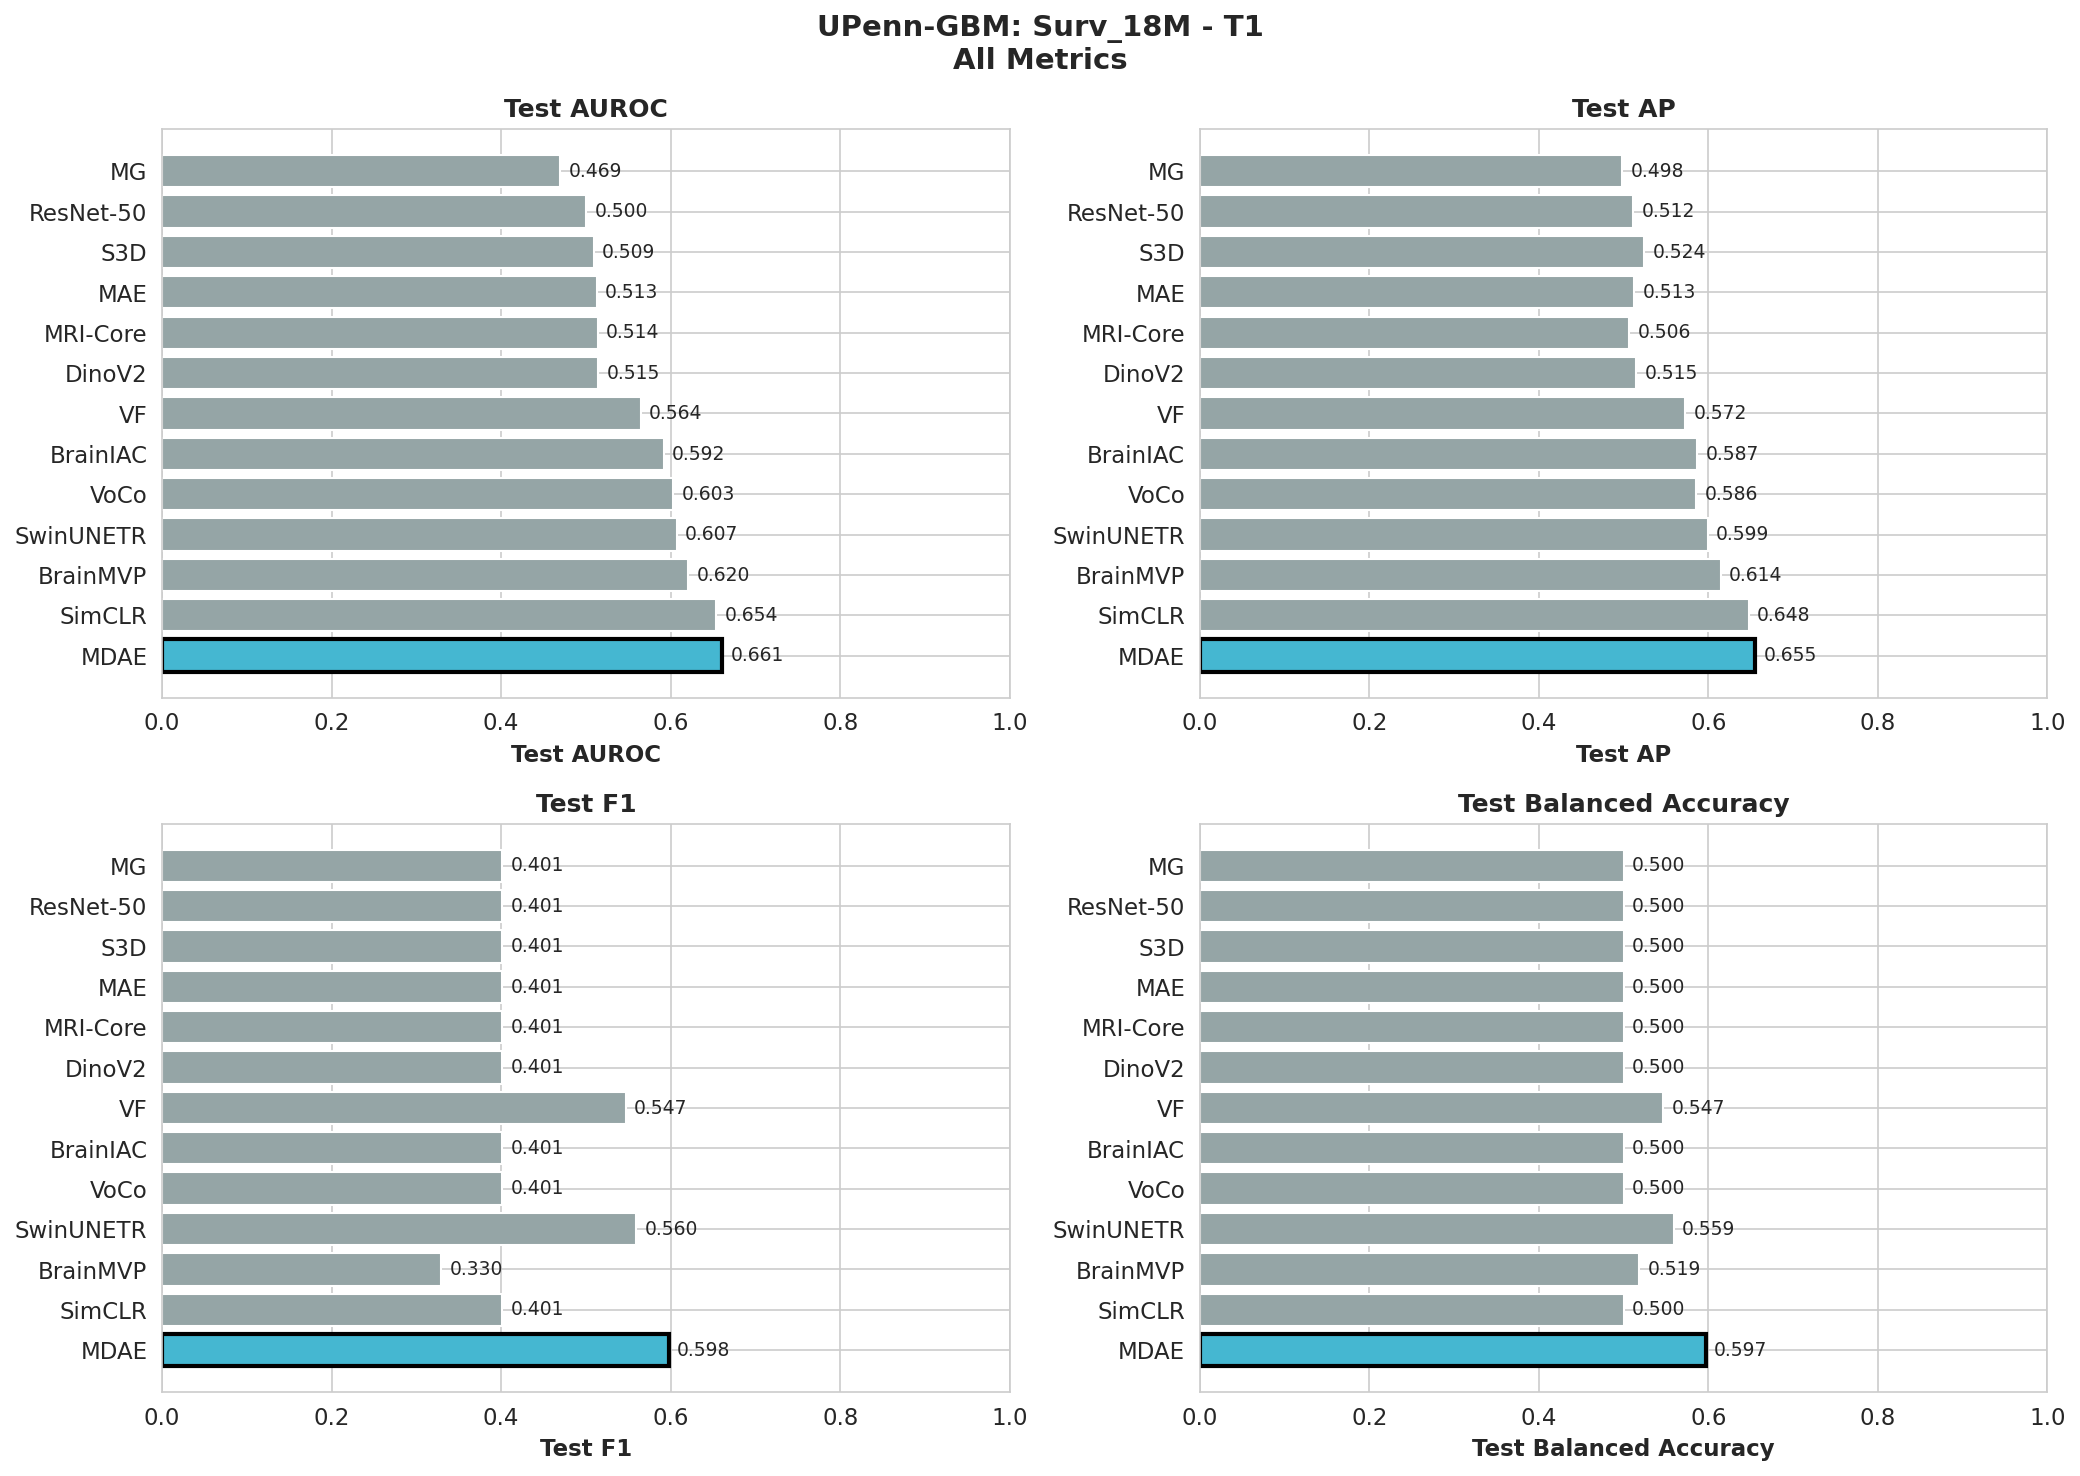 UPenn-GBM: Surv_18M - T1
All Metrics
Test AUROC
MG 0.469
ResNet-50 0.500
S3D 0.509
MAE 0.513
MRI-Core 0.514
DinoV2 0.515
VF 0.564
BrainIAC 0.592
VoCo 0.603
SwinUNETR 0.607
BrainMVP 0.620
SimCLR 0.654
MDAE 0.661
0.0 0.2 0.4 0.6 0.8 1.0
Test AUROC
Test AP
MG 0.498
ResNet-50 0.512
S3D 0.524
MAE 0.513
MRI-Core 0.506
DinoV2 0.515
VF 0.572
BrainIAC 0.587
VoCo 0.586
SwinUNETR 0.599
BrainMVP 0.614
SimCLR 0.648
MDAE 0.655
0.0 0.2 0.4 0.6 0.8 1.0
Test AP
Test F1
MG 0.401
ResNet-50 0.401
S3D 0.401
MAE 0.401
MRI-Core 0.401
DinoV2 0.401
VF 0.547
BrainIAC 0.401
VoCo 0.401
SwinUNETR 0.560
BrainMVP 0.330
SimCLR 0.401
MDAE 0.598
0.0 0.2 0.4 0.6 0.8 1.0
Test F1
Test Balanced Accuracy
MG 0.500
ResNet-50 0.500
S3D 0.500
MAE 0.500
MRI-Core 0.500
DinoV2 0.500
VF 0.547
BrainIAC 0.500
VoCo 0.500
SwinUNETR 0.559
BrainMVP 0.519
SimCLR 0.500
MDAE 0.597
0.0 0.2 0.4 0.6 0.8 1.0
Test Balanced Accuracy